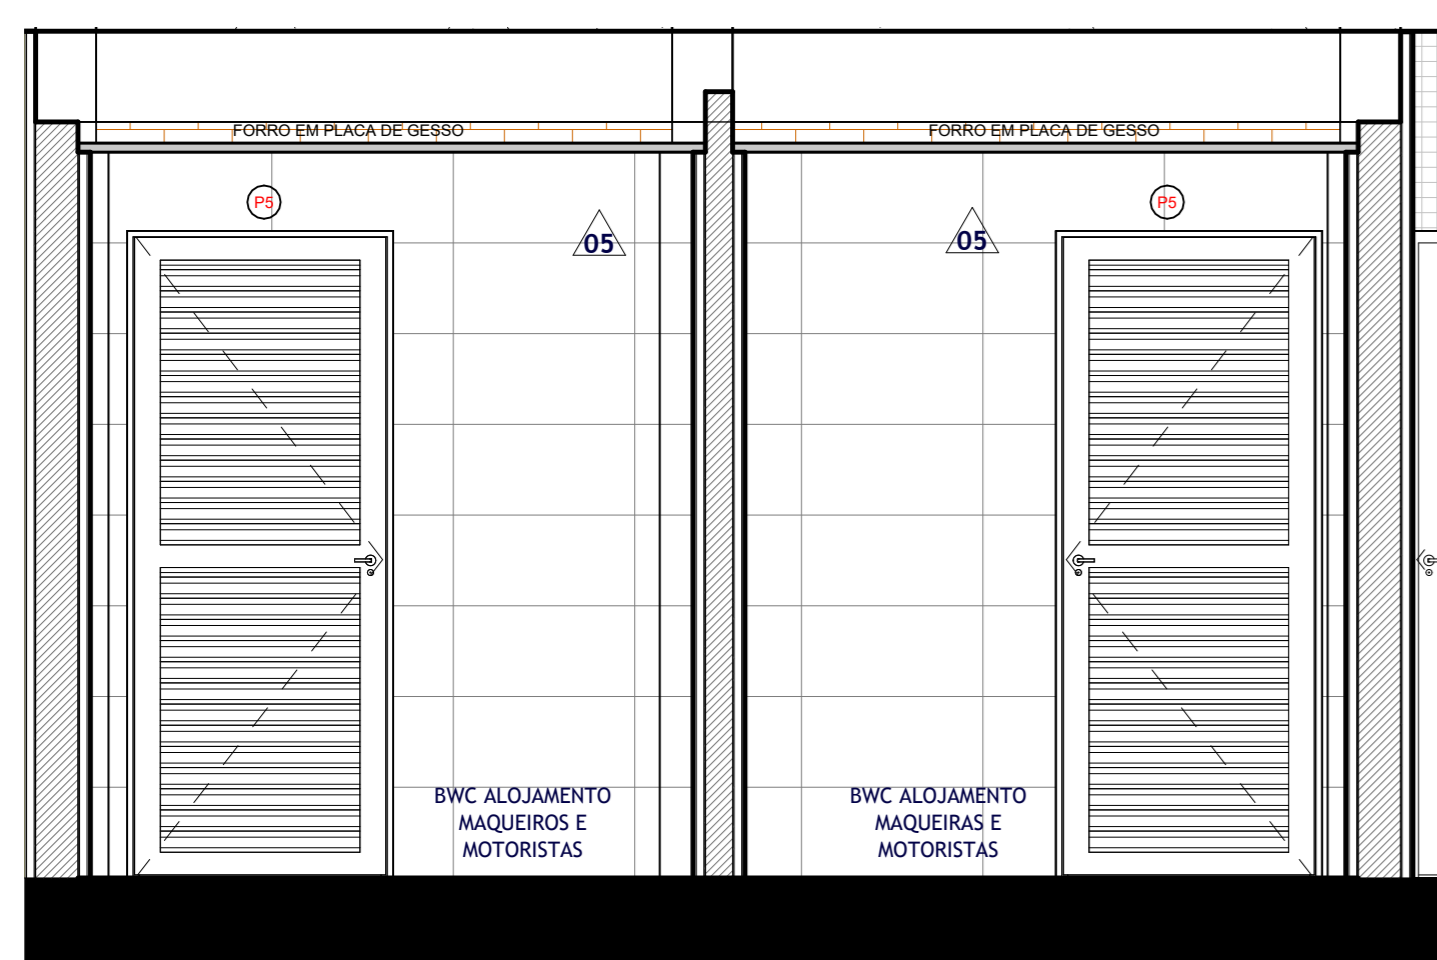 FORRO EM PLACA DE GESSO
FORRO EM PLACA DE GESSO
P5
05
05
P5
BWC ALOJAMENTO
MAQUEIROS E
MOTORISTAS
BWC ALOJAMENTO
MAQUEIRAS E
MOTORISTAS